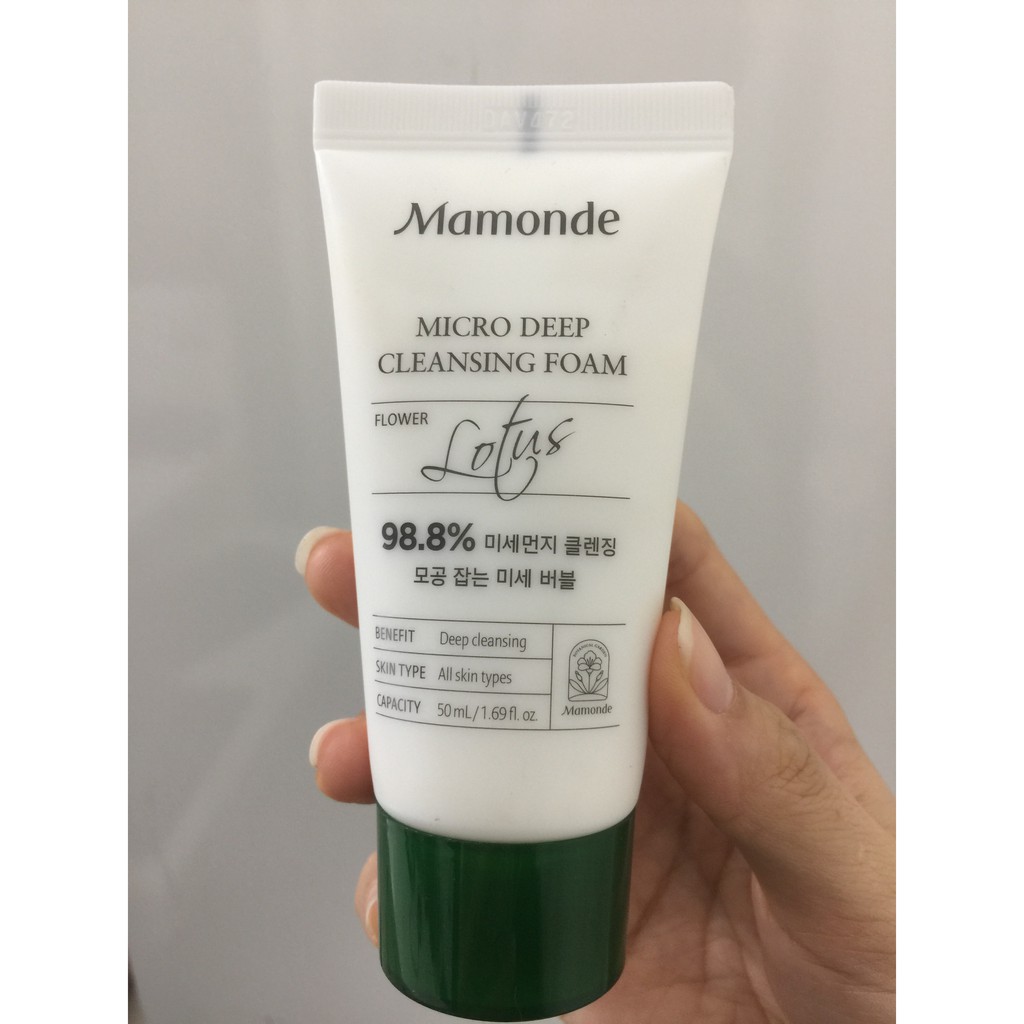 Mamonde
MICRO DEEP
CLEANSING FOAM
FLOWER
Lotus
98.8% 미세먼지 클렌징
모공 잡는 미세 버블
BENEFIT Deep cleansing
SKIN TYPE All skin types
CAPACITY 50 mL/1.69 fl. oz.
Mamonde